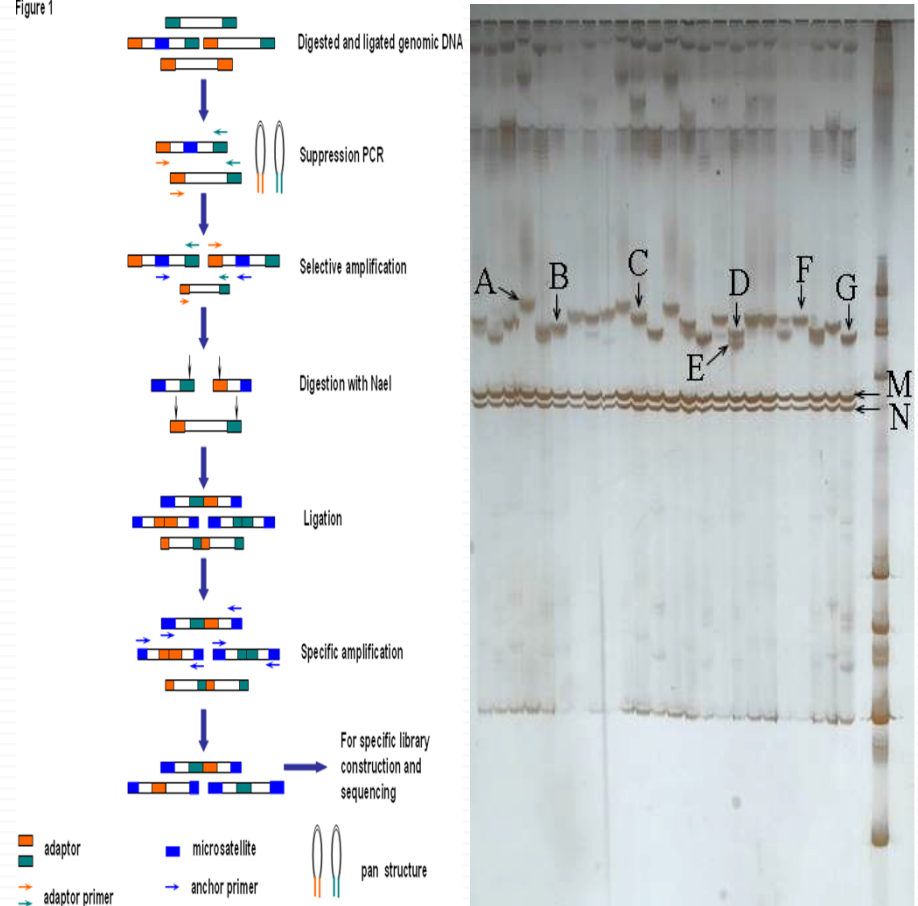 Figure 1
Digested and ligated genomic DNA
Suppression PCR
Selective amplification
Digestion with NaeI
Ligation
Specific amplification
For specific library
construction and
sequencing
adaptor
adaptor primer
microsatellite
anchor primer
pan structure
A
B
C
D
E
F
G
M
N